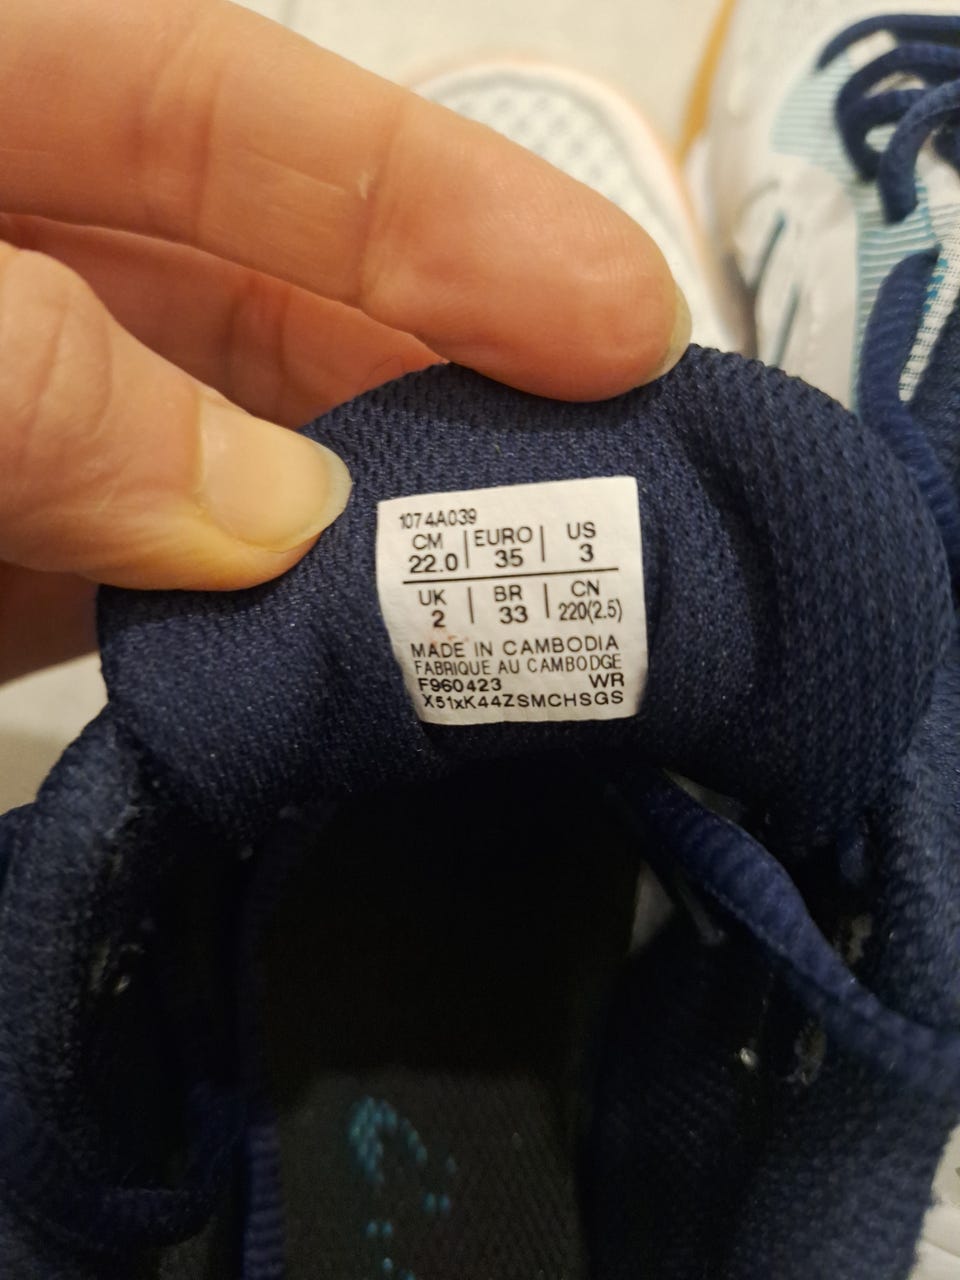 1074A039
CM | EURO | US
22.0 | 35 | 3
UK | BR | CN
2 | 33 | 220(2.5)
MADE IN CAMBODIA
FABRIQUE AU CAMBODGE
F960423 WR
X51xK44ZSMCHSGS